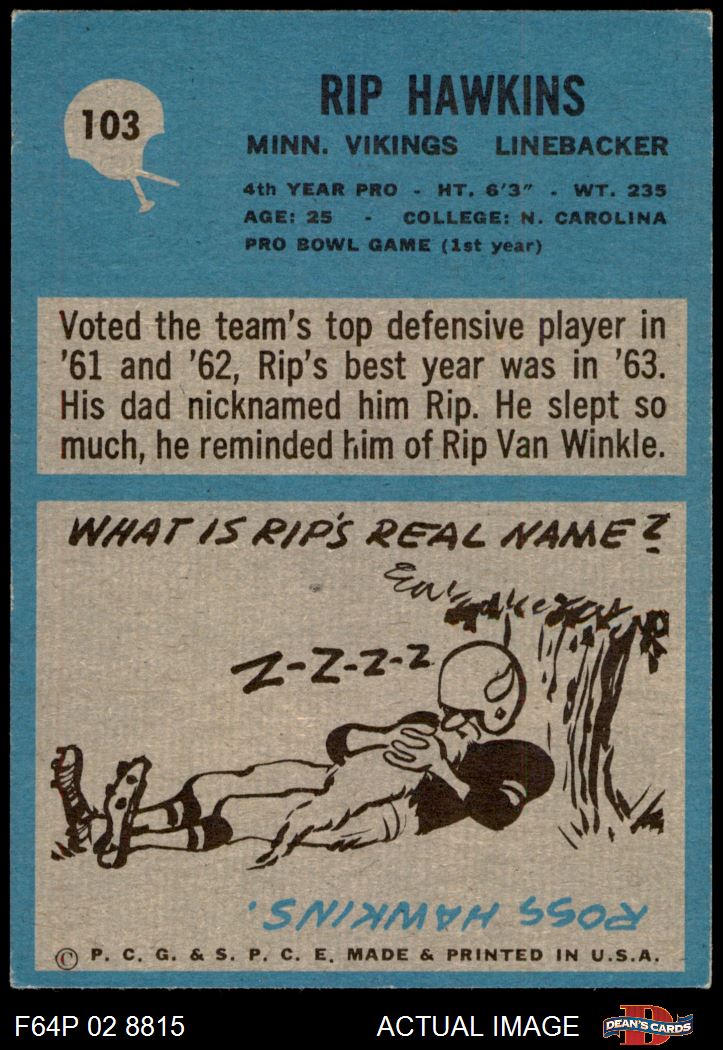 103
RIP HAWKINS
MINN. VIKINGS LINEBACKER
4th YEAR PRO - HT. 6'3" - WT. 235
AGE: 25 - COLLEGE: N. CAROLINA
PRO BOWL GAME (1st year)
Voted the team's top defensive player in
'61 and '62, Rip's best year was in '63.
His dad nicknamed him Rip. He slept so
much, he reminded him of Rip Van Winkle.
WHAT IS RIP'S REAL NAME?
Z-Z-Z-Z
ROSS HAWKINS.
© P. C. G. & S. P. C. E. MADE & PRINTED IN U.S.A.
F64P 02 8815 ACTUAL IMAGE
D
DEAN'S CARDS